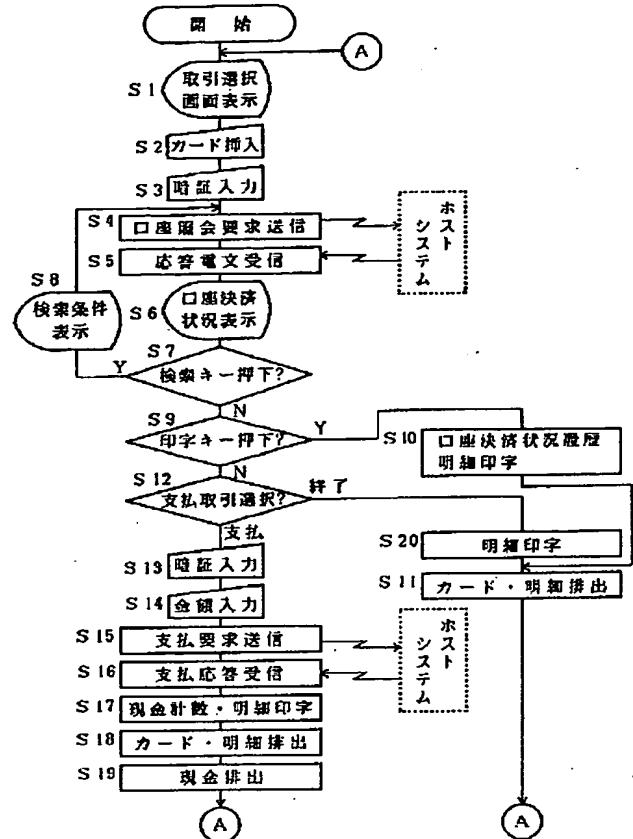 開始
A
S1
取引選択
画面表示
S2
カード挿入
S3
暗証入力
S4
口座照会要求送信
ホスト
システム
S5
応答電文受信
S8
検索条件
表示
S6
口座決済
状況表示
S7
検索キー押下?
Y
N
S9
印字キー押下?
Y
S10
口座決済状況履歴
明細印字
N
S12
支払取引選択?
終了
支払
S20
明細印字
S13
暗証入力
S11
カード・明細排出
S14
金額入力
S15
支払要求送信
ホスト
システム
S16
支払応答受信
S17
現金計数・明細印字
S18
カード・明細排出
S19
現金排出
A
A